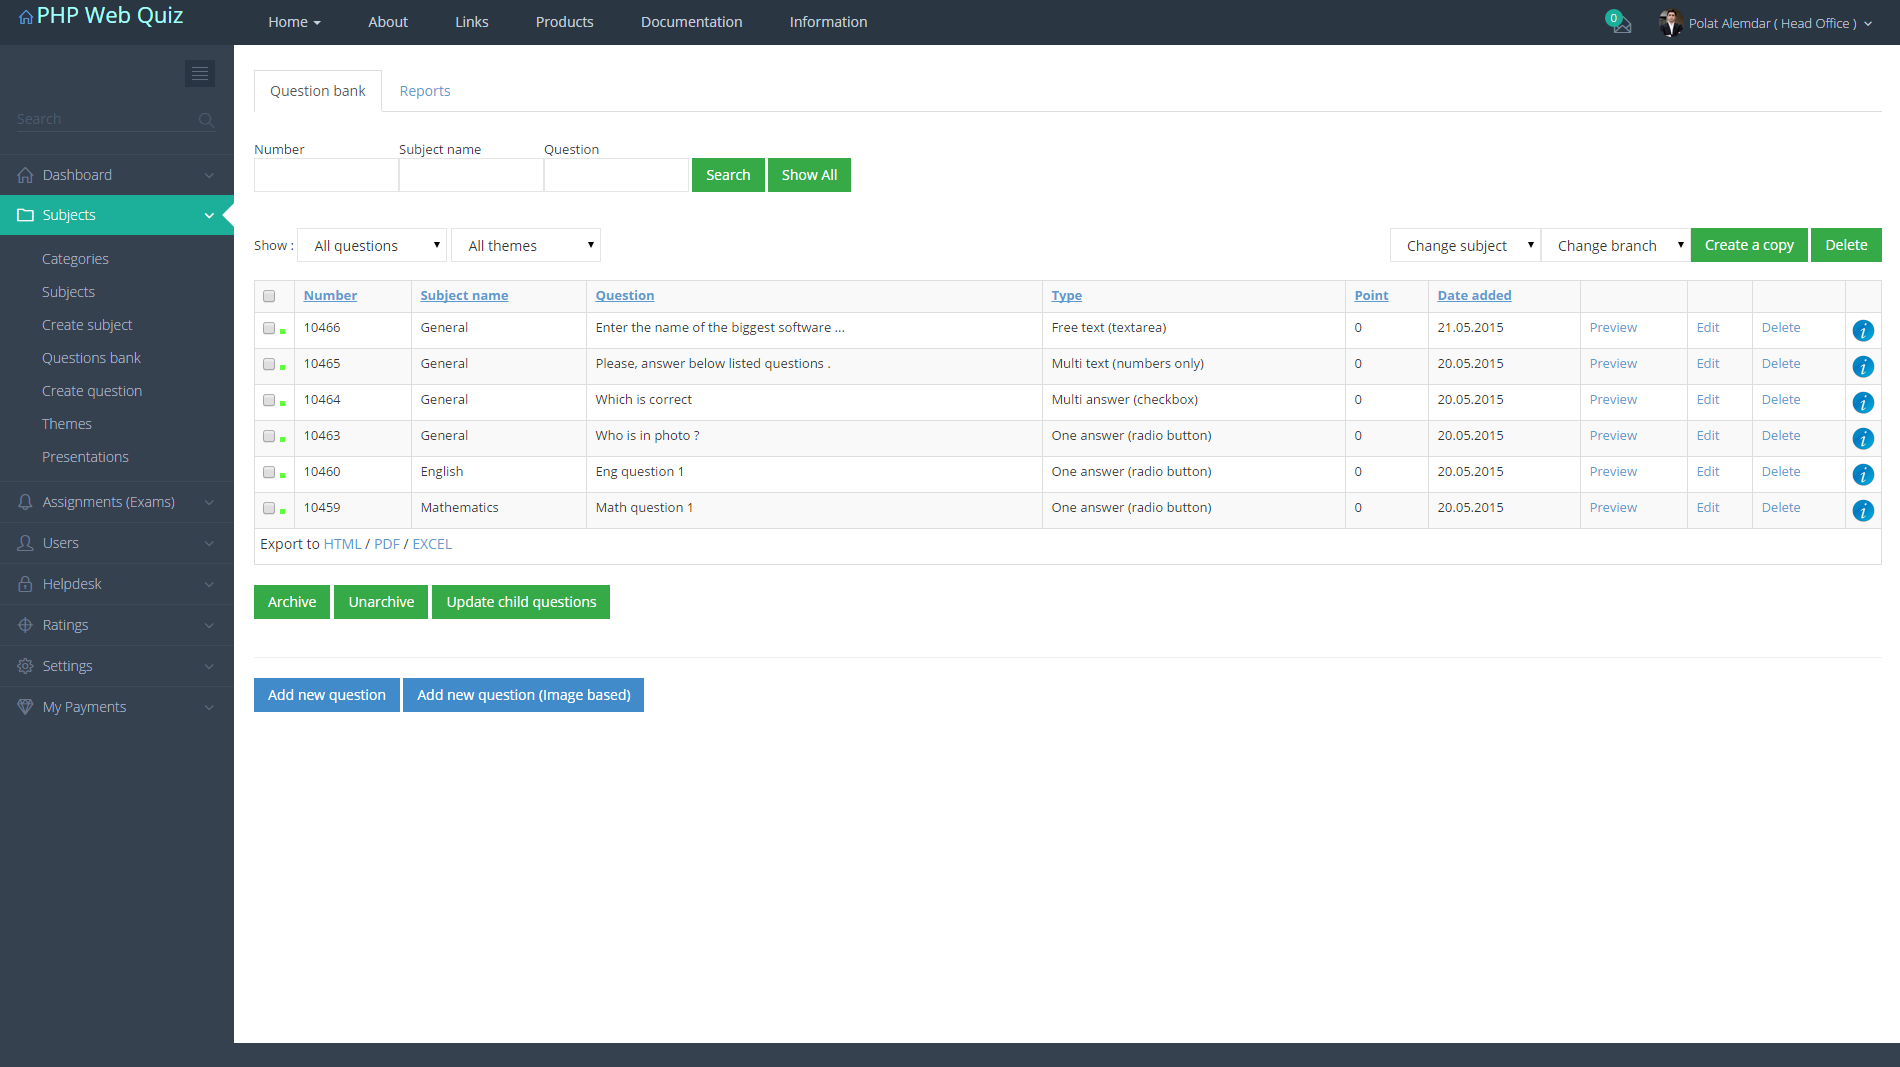 PHP Web Quiz
Home About Links Products Documentation Information
0 Polat Alemdar ( Head Office )
Search
Dashboard
Subjects
Categories
Subjects
Create subject
Questions bank
Create question
Themes
Presentations
Assignments (Exams)
Users
Helpdesk
Ratings
Settings
My Payments
Question bank Reports
Number Subject name Question
Search Show All
Show : All questions All themes Change subject Change branch Create a copy Delete
Number Subject name Question Type Point Date added
10466 General Enter the name of the biggest software ... Free text (textarea) 0 21.05.2015 Preview Edit Delete i
10465 General Please, answer below listed questions . Multi text (numbers only) 0 20.05.2015 Preview Edit Delete i
10464 General Which is correct Multi answer (checkbox) 0 20.05.2015 Preview Edit Delete i
10463 General Who is in photo ? One answer (radio button) 0 20.05.2015 Preview Edit Delete i
10460 English Eng question 1 One answer (radio button) 0 20.05.2015 Preview Edit Delete i
10459 Mathematics Math question 1 One answer (radio button) 0 20.05.2015 Preview Edit Delete i
Export to HTML / PDF / EXCEL
Archive Unarchive Update child questions
Add new question Add new question (Image based)